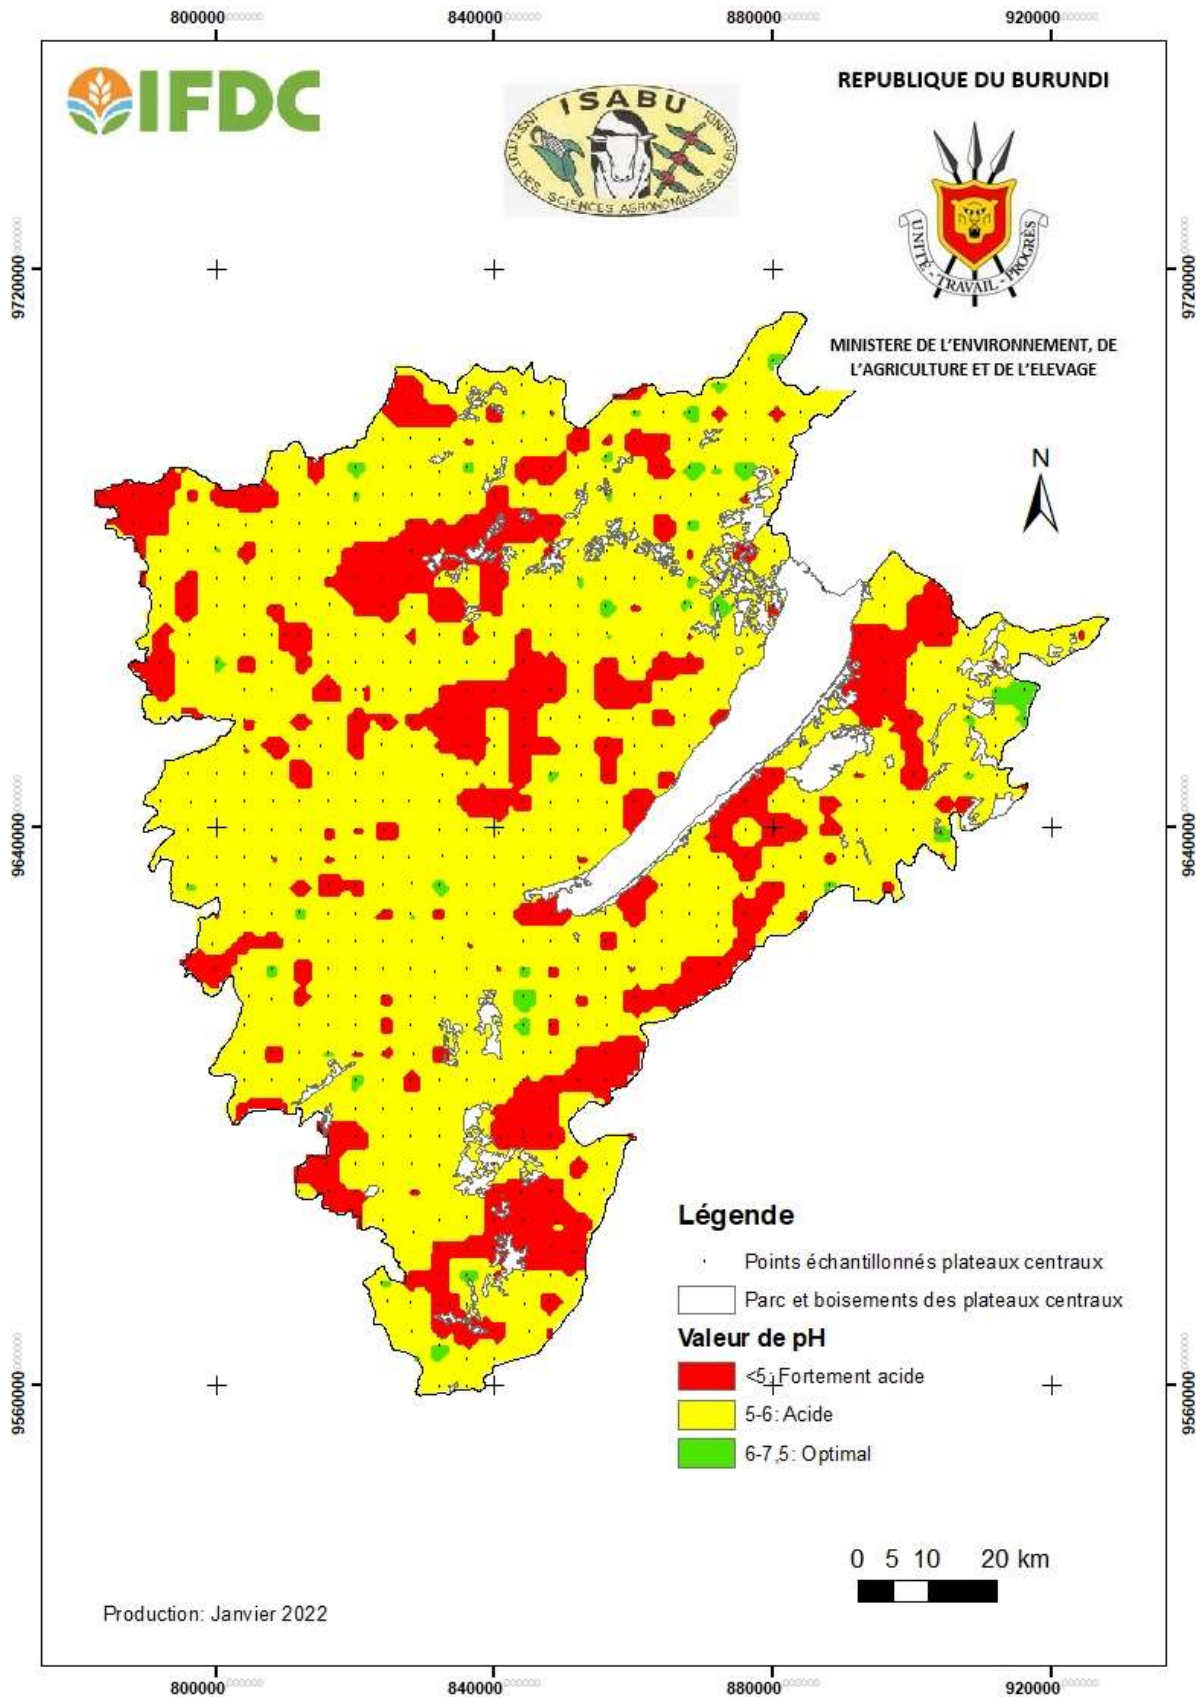 800000 840000 880000 920000
IFDC
ISABU
INSTITUT DES SCIENCES AGRONOMIQUES DU BURUNDI
REPUBLIQUE DU BURUNDI
UNITÉ - TRAVAIL - PROGRÈS
MINISTERE DE L'ENVIRONNEMENT, DE
L'AGRICULTURE ET DE L'ELEVAGE
N
9720000 9720000
9640000 9640000
9560000 9560000
Légende
Points échantillonnés plateaux centraux
Parc et boisements des plateaux centraux
Valeur de pH
<5: Fortement acide
5-6: Acide
6-7,5: Optimal
0 5 10 20 km
Production: Janvier 2022
800000 840000 880000 920000